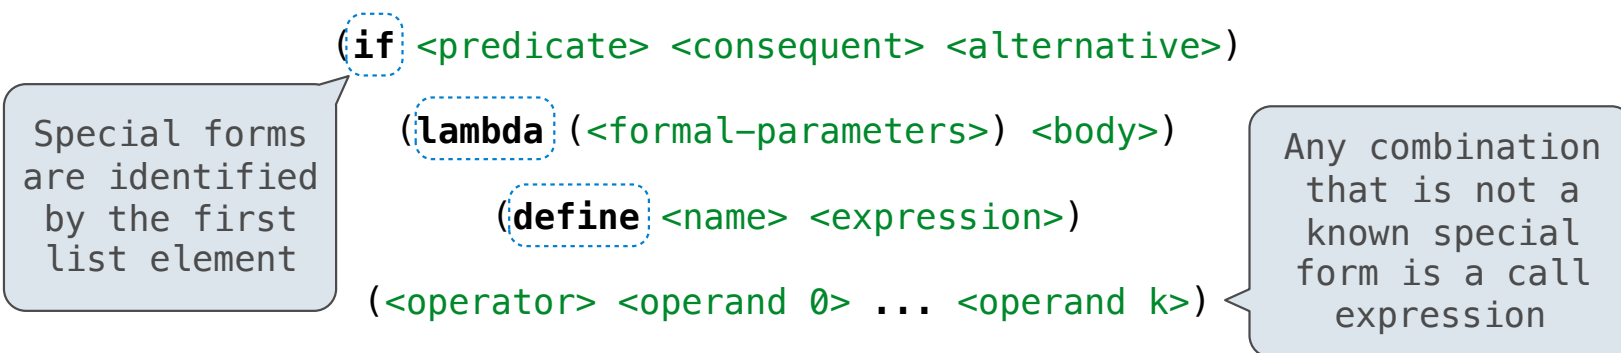 (if <predicate> <consequent> <alternative>)
Special forms
are identified
by the first
list element
(lambda (<formal-parameters>) <body>)
(define <name> <expression>)
(<operator> <operand 0> ... <operand k>)
Any combination
that is not a
known special
form is a call
expression